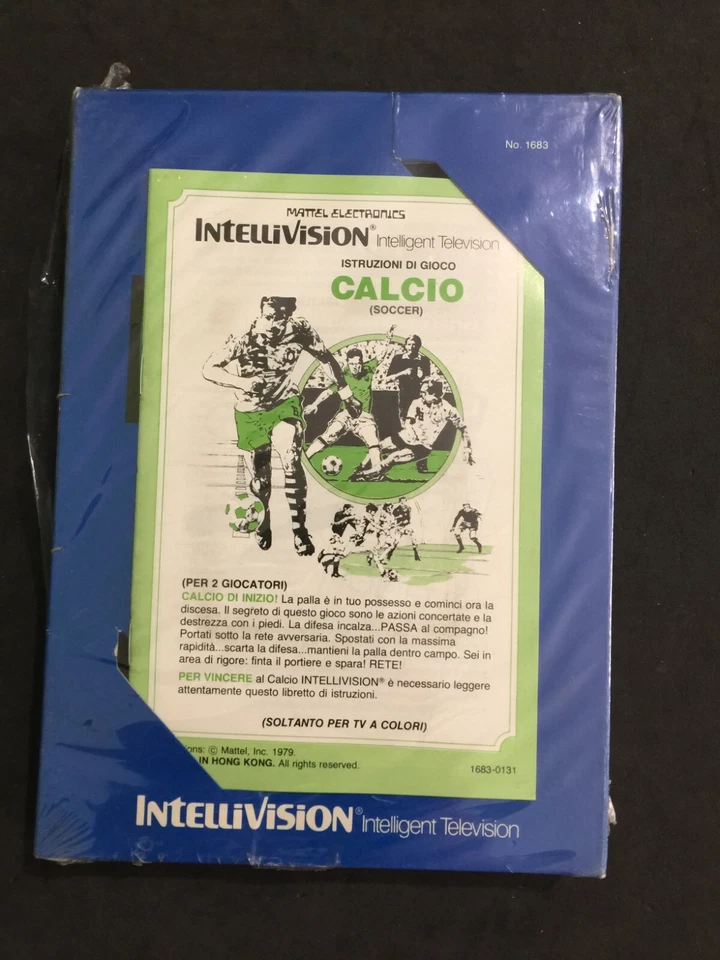 No. 1683
MATTEL ELECTRONICS
INTELLIVISION® Intelligent Television
ISTRUZIONI DI GIOCO
CALCIO
(SOCCER)
(PER 2 GIOCATORI)
CALCIO DI INIZIO! La palla è in tuo possesso e cominci ora la
discesa. Il segreto di questo gioco sono le azioni concertate e la
destrezza con i piedi. La difesa incalza...PASSA al compagno!
Portati sotto la rete avversaria. Spostati con la massima
rapidità...scarta la difesa...mantieni la palla dentro campo. Sei in
area di rigore: finta il portiere e spara! RETE!
PER VINCERE al Calcio INTELLIVISION® è necessario leggere
attentamente questo libretto di istruzioni.
(SOLTANTO PER TV A COLORI)
ions: © Mattel, Inc. 1979.
IN HONG KONG. All rights reserved.
1683-0131
INTELLIVISION® Intelligent Television